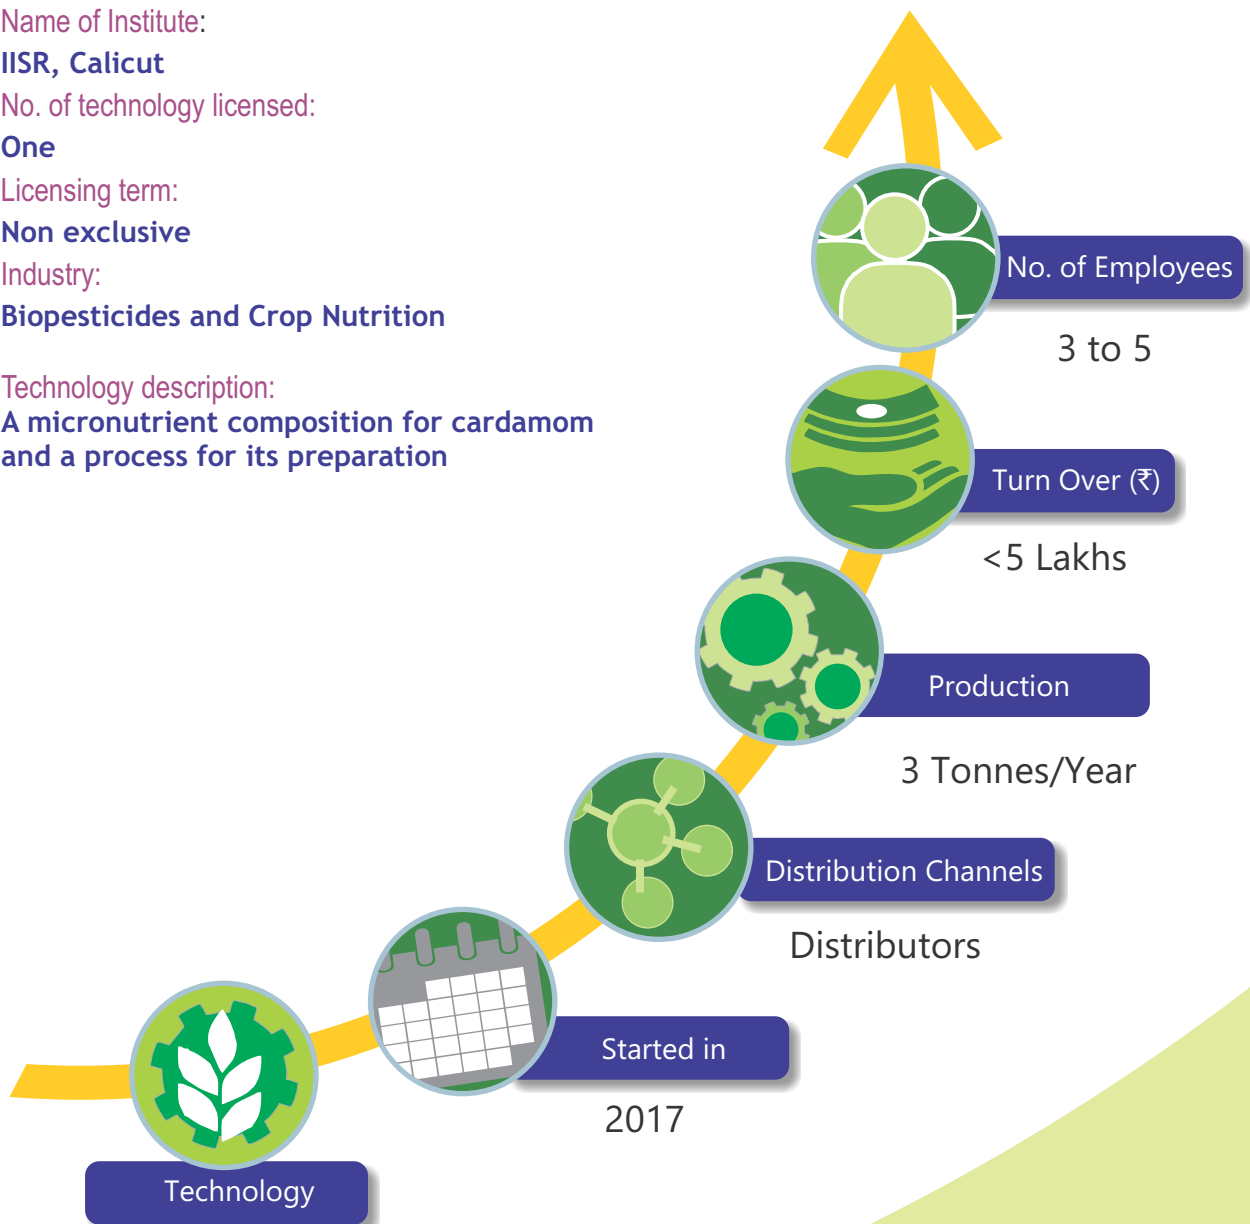 Name of Institute:
IISR, Calicut
No. of technology licensed:
One
Licensing term:
Non exclusive
Industry:
Biopesticides and Crop Nutrition
Technology description:
A micronutrient composition for cardamom
and a process for its preparation
No. of Employees
3 to 5
Turn Over (₹)
<5 Lakhs
Production
3 Tonnes/Year
Distribution Channels
Distributors
Started in
2017
Technology